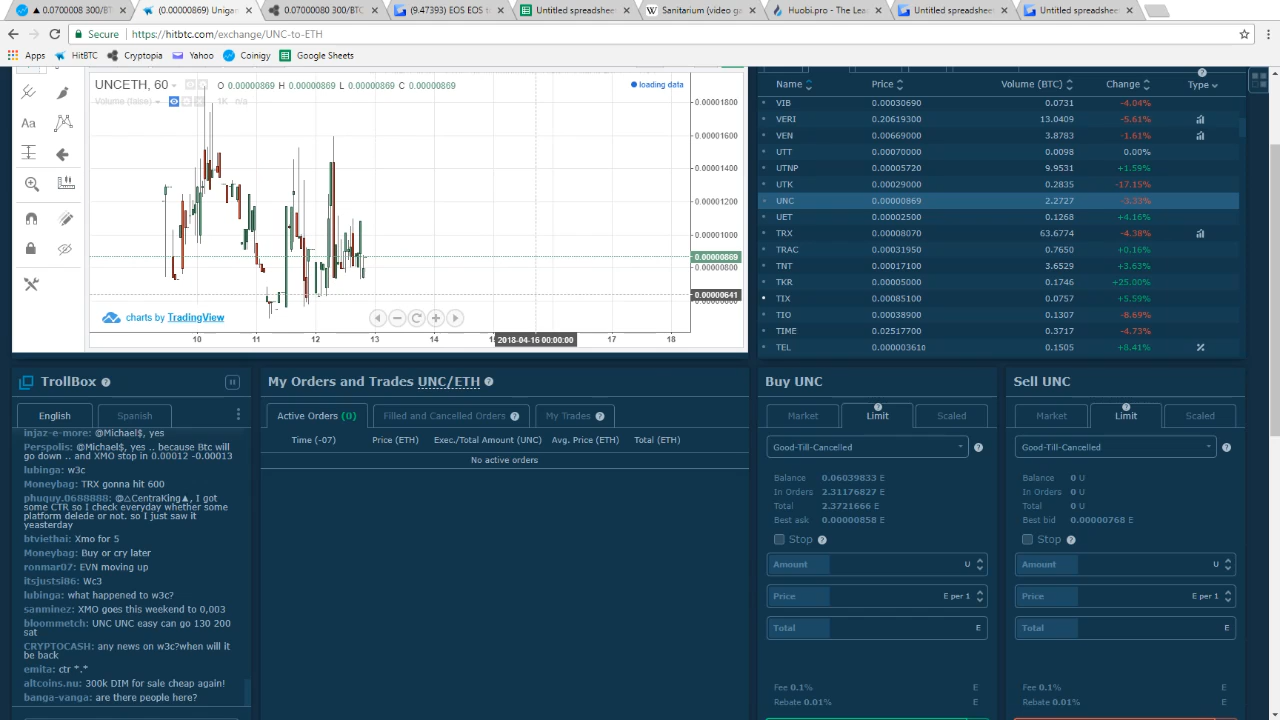 0.0700008 300/BT
(0.00000869) Uniga
0.07000080 300/BTC
(9.47393) EOS EOS t
Untitled spreadsheet
Sanitarium (video ga
Huobi.pro - The Lea
Untitled spreadsheet
Untitled spreadsheet
Secure
https://hitbtc.com/exchange/UNC-to-ETH
Apps
HitBTC
Cryptopia
Yahoo
Coinigy
Google Sheets
UNCETH, 60
O 0.00000869 H 0.00000869 L 0.00000869 C 0.00000869
loading data
Volume (false)
1K n/a
Aa
0.00001800
0.00001600
0.00001400
0.00001200
0.00001000
0.00000869
0.00000800
0.00000641
charts by TradingView
10 11 12 13 14
2018-04-16 00:00:00
17 18
Name Price Volume (BTC) Change Type
VIB 0.00030690 0.0731 -4.04%
VERI 0.20619300 13.0409 -5.61%
VEN 0.00669000 3.8783 -1.61%
UTT 0.00070000 0.0098 0.00%
UTNP 0.00005720 9.9531 +1.59%
UTK 0.00029000 0.2835 -17.15%
UNC 0.00000869 2.2727 -3.33%
UET 0.00002500 0.1268 +4.16%
TRX 0.00008070 63.6774 -4.38%
TRAC 0.00031950 0.7650 +0.16%
TNT 0.00017100 3.6529 +3.63%
TKR 0.00005000 0.1746 +25.00%
TIX 0.00085100 0.0757 +5.59%
TIO 0.00038900 0.1307 -8.69%
TIME 0.02517700 0.3717 -4.73%
TEL 0.000003610 0.1505 +8.41%
TrollBox
English
Spanish
injaz-e-more: @Michael$, yes
Perspolis: @Michael$, yes .. because Btc will
go down .. and XMO stop in 0.00012 -0.00013
lubinga: w3c
Moneybag: TRX gonna hit 600
phuquy.0688888: @△CentraKing▲, I got
some CTR so I check everyday whether some
platform delede or not. so I just saw it
yeasterday
btviethai: Xmo for 5
Moneybag: Buy or cry later
ronmar07: EVN moving up
itsjustsi86: Wc3
lubinga: what happened to w3c?
sanminez: XMO goes this weekend to 0,003
bloommetch: UNC UNC easy can go 130 200
sat
CRYPTOCASH: any news on w3c?when will it
be back
emita: ctr *.*
altcoins.nu: 300k DIM for sale cheap again!
banga-vanga: are there people here?
My Orders and Trades UNC/ETH
Active Orders (0)
Filled and Cancelled Orders
My Trades
Time (-07) Price (ETH) Exec./Total Amount (UNC) Avg. Price (ETH) Total (ETH)
No active orders
Buy UNC
Market Limit Scaled
Good-Till-Cancelled
Balance 0.06039833 E
In Orders 2.31176827 E
Total 2.3721666 E
Best ask 0.00000858 E
Stop
Amount U
Price E per 1
Total E
Fee 0.1% E
Rebate 0.01% E
Sell UNC
Market Limit Scaled
Good-Till-Cancelled
Balance 0 U
In Orders 0 U
Total 0 U
Best bid 0.00000768 E
Stop
Amount U
Price E per 1
Total E
Fee 0.1% E
Rebate 0.01% E